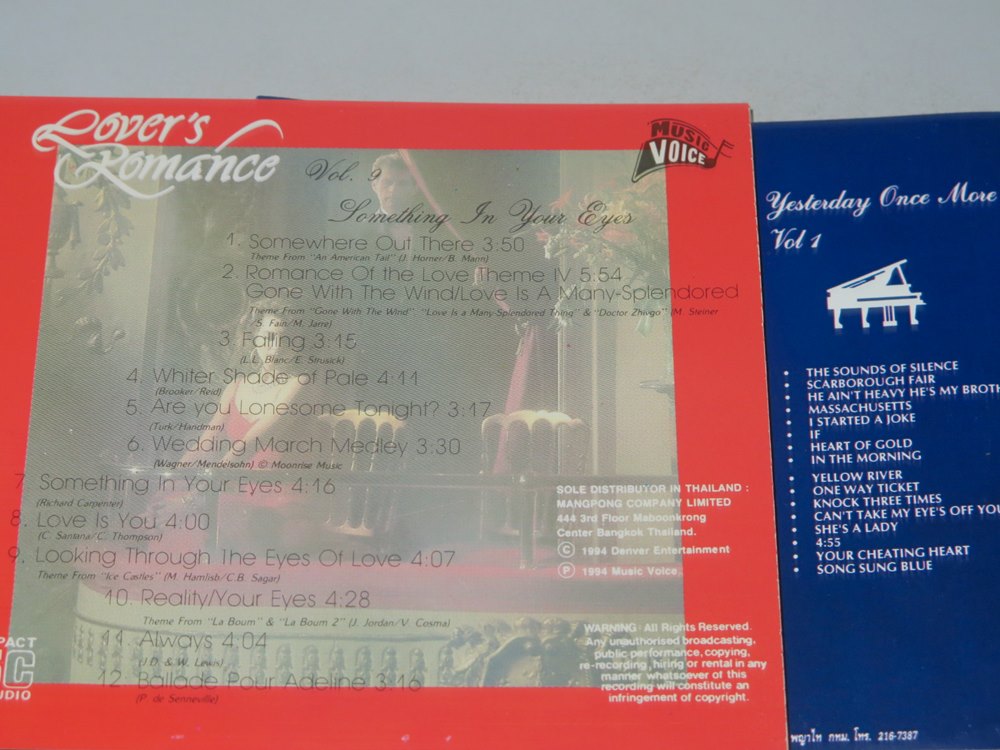 Lover's
Romance
Vol. 9
Something In Your Eyes
MUSIC
VOICE
1. Somewhere Out There 3:50
Theme From "An American Tail" (J. Horner/B. Mann)
2. Romance Of the Love Theme IV 5:54
Gone With The Wind/Love Is A Many-Splendored
Theme From "Gone With The Wind" "Love Is a Many-Splendored Thing" & "Doctor Zhivgo" (M. Steiner
/S. Fain/M. Jarre)
3. Falling 3:15
(L.L. Blanc/E. Strusick)
4. Whiter Shade of Pale 4:11
(Brooker/Reid)
5. Are you Lonesome Tonight? 3:17
(Turk/Handman)
6. Wedding March Medley 3:30
(Wagner/Mendelsohn) © Moonrise Music
7. Something In Your Eyes 4:16
(Richard Carpenter)
8. Love Is You 4:00
(C. Santana/C. Thompson)
9. Looking Through The Eyes Of Love 4:07
Theme From "Ice Castles" (M. Hamlish/C.B. Sagar)
10. Reality/Your Eyes 4:28
Theme From "La Boum" & "La Boum 2" (J. Jordan/V. Cosma)
11. Always 4:04
(J.D. & W. Lewis)
12. Ballade Pour Adeline 3:16
(P. de Senneville)
SOLE DISTRIBUTOR IN THAILAND :
MANGPONG COMPANY LIMITED
444 3rd Floor Maboonkrong
Center Bangkok Thailand.
© 1994 Denver Entertainment
℗ 1994 Music Voice.
WARNING: All Rights Reserved.
Any unauthorised broadcasting,
public performance, copying,
re-recording, hiring or rental in any
manner whatsoever of this
recording will constitute an
infringement of copyright.
PACT
SC
UDIO
Yesterday Once More
Vol 1
• THE SOUNDS OF SILENCE
• SCARBOROUGH FAIR
• HE AIN'T HEAVY HE'S MY BROTH
• MASSACHUSETTS
• I STARTED A JOKE
• IF
• HEART OF GOLD
• IN THE MORNING
• YELLOW RIVER
• ONE WAY TICKET
• KNOCK THREE TIMES
• CAN'T TAKE MY EYE'S OFF YOU
• SHE'S A LADY
• 4:55
• YOUR CHEATING HEART
• SONG SUNG BLUE
พญาไท กทม. โทร. 216-7387